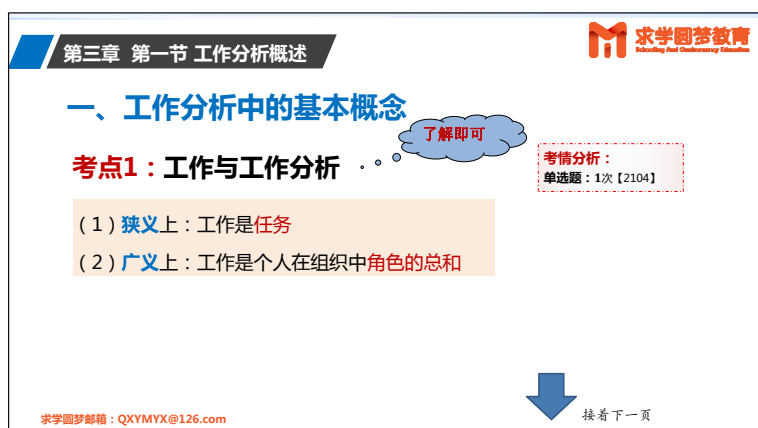 第三章 第一节 工作分析概述
求学圆梦教育
Schooling And Oneiromancy Education
一、工作分析中的基本概念
了解即可
考点1：工作与工作分析
考情分析：
单选题：1次【2104】
（1）狭义上：工作是任务
（2）广义上：工作是个人在组织中角色的总和
接着下一页
求学圆梦邮箱：QXYMYX@126.com